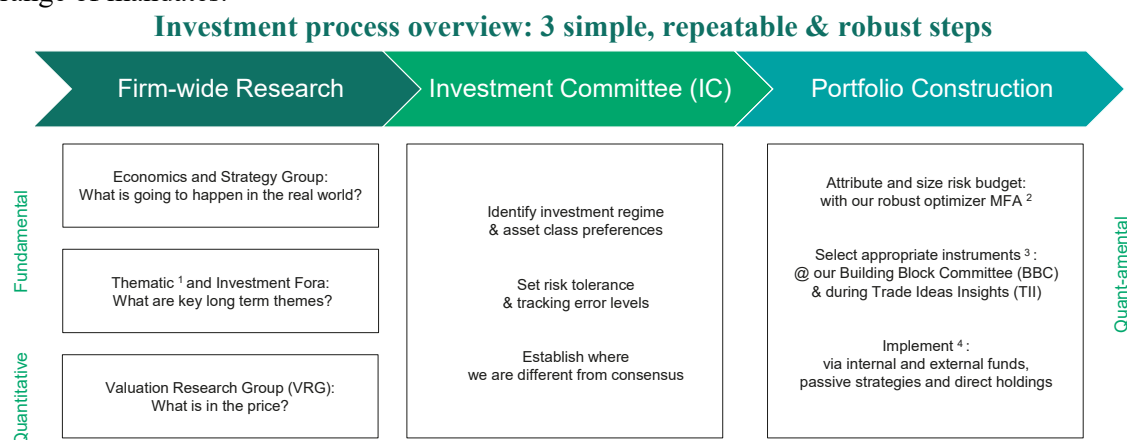 range of mandates.
Investment process overview: 3 simple, repeatable & robust steps
Firm-wide Research
Investment Committee (IC)
Portfolio Construction
Fundamental
Quantitative
Economics and Strategy Group:
What is going to happen in the real world?
Thematic ¹ and Investment Fora:
What are key long term themes?
Valuation Research Group (VRG):
What is in the price?
Identify investment regime
& asset class preferences
Set risk tolerance
& tracking error levels
Establish where
we are different from consensus
Attribute and size risk budget:
with our robust optimizer MFA ²
Select appropriate instruments ³ :
@ our Building Block Committee (BBC)
& during Trade Ideas Insights (TII)
Implement ⁴ :
via internal and external funds,
passive strategies and direct holdings
Quant-amental